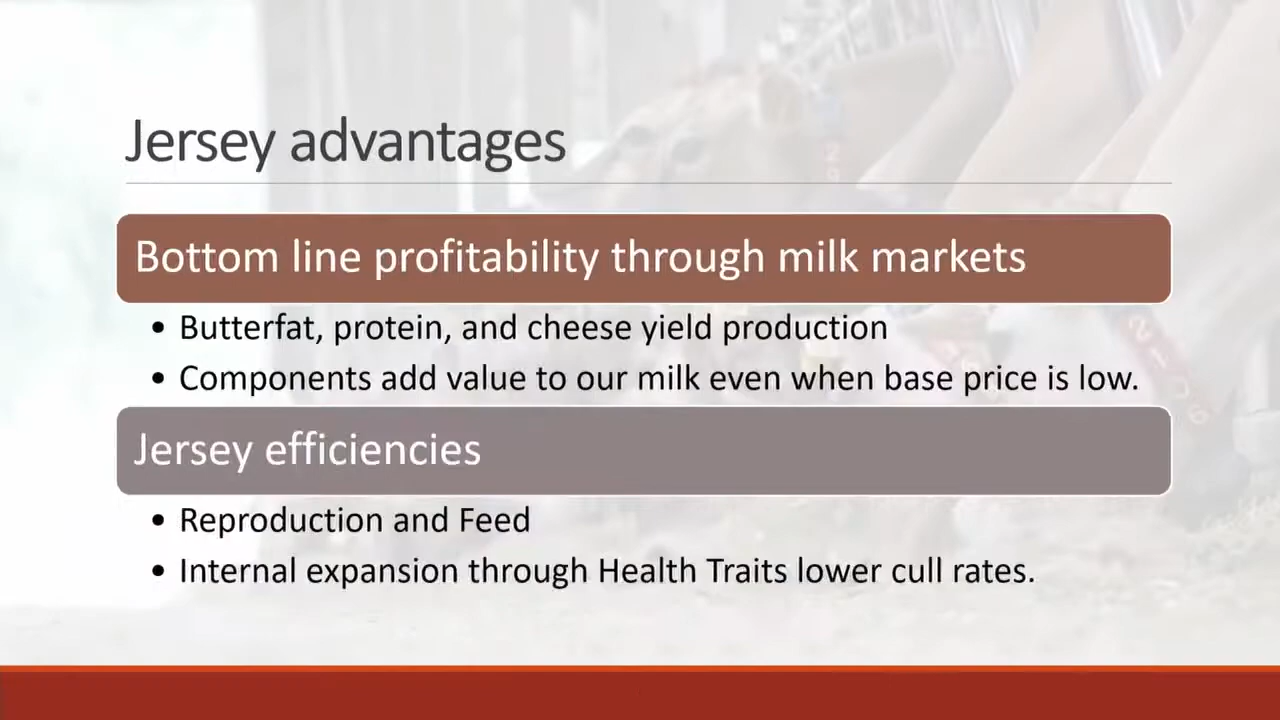 Jersey advantages
Bottom line profitability through milk markets
• Butterfat, protein, and cheese yield production
• Components add value to our milk even when base price is low.
Jersey efficiencies
• Reproduction and Feed
• Internal expansion through Health Traits lower cull rates.